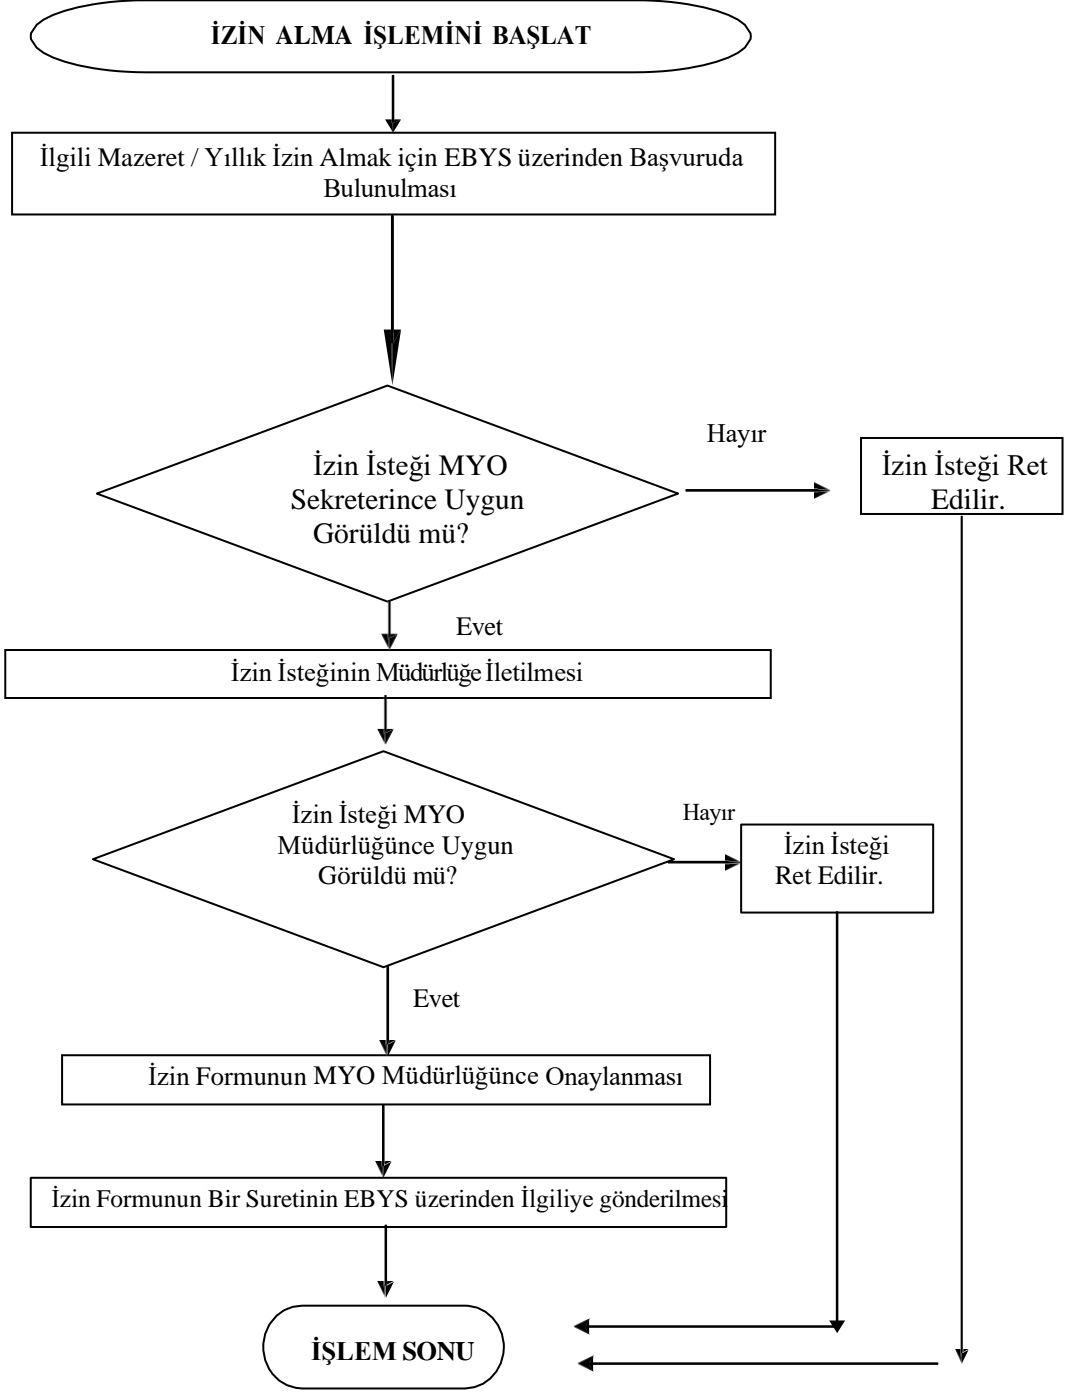 İZİN ALMA İŞLEMİNİ BAŞLAT
İlgili Mazeret / Yıllık İzin Almak için EBYS üzerinden Başvuruda
Bulunulması
Hayır
İzin İsteği MYO
Sekreterince Uygun
Görüldü mü?
İzin İsteği Ret
Edilir.
Evet
İzin İsteğinin Müdürlüğe İletilmesi
İzin İsteği MYO
Müdürlüğünce Uygun
Görüldü mü?
Hayır
İzin İsteği
Ret Edilir.
Evet
İzin Formunun MYO Müdürlüğünce Onaylanması
İzin Formunun Bir Suretinin EBYS üzerinden İlgiliye gönderilmesi
İŞLEM SONU